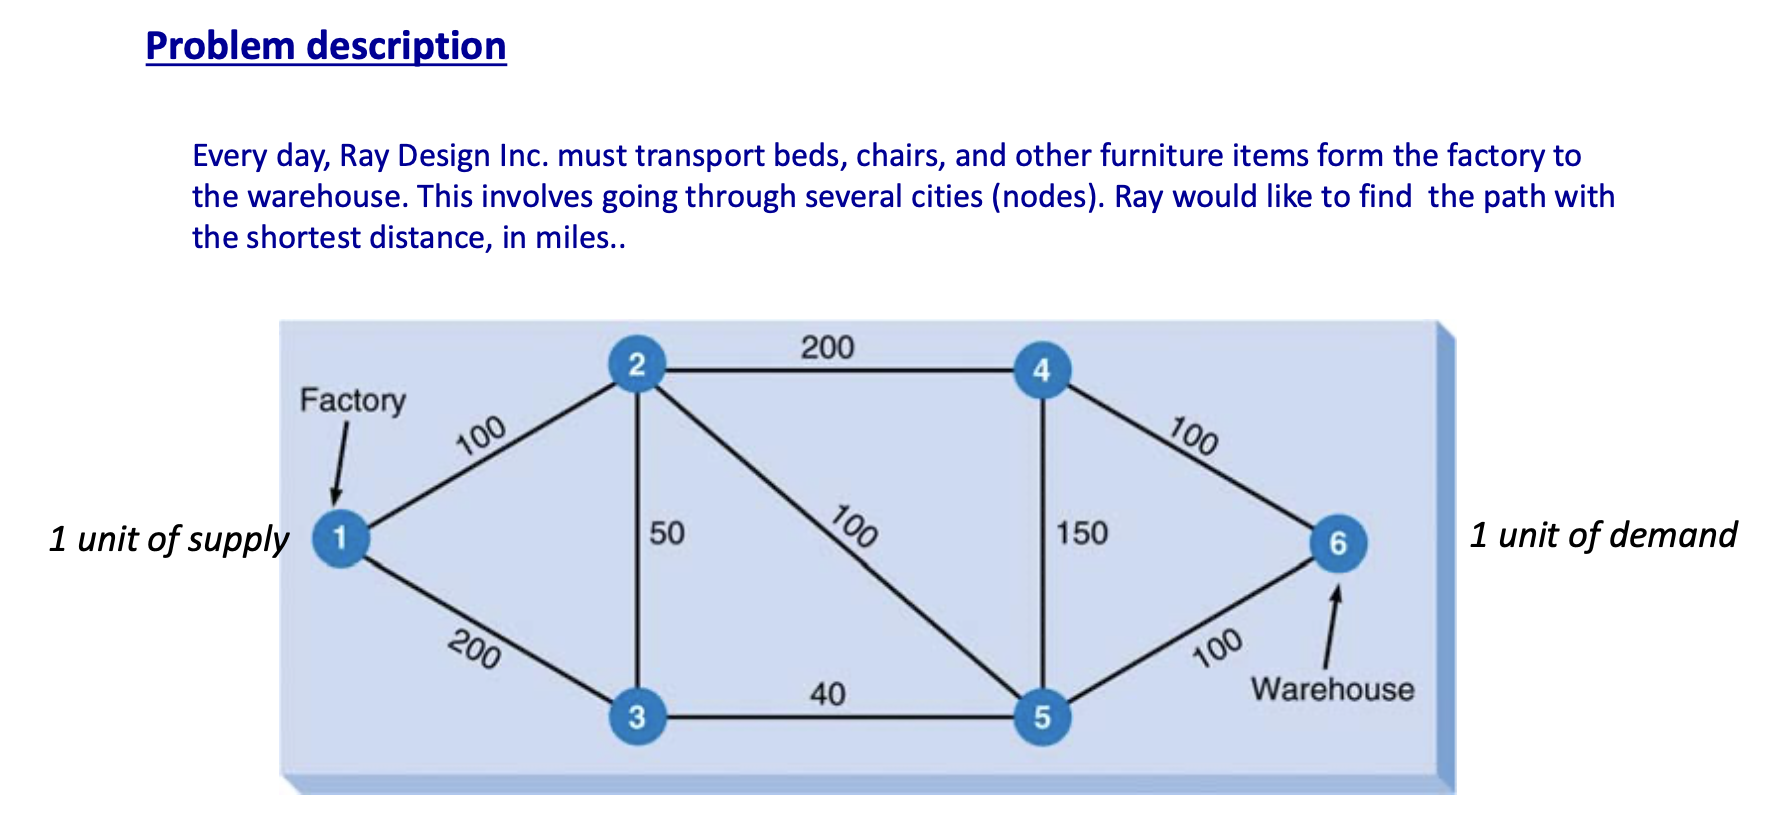 Problem description
Every day, Ray Design Inc. must transport beds, chairs, and other furniture items form the factory to
the warehouse. This involves going through several cities (nodes). Ray would like to find  the path with
the shortest distance, in miles..
200
2
4
Factory
100
100
1 unit of supply
1
50
100
150
6
1 unit of demand
200
100
40
Warehouse
3
5